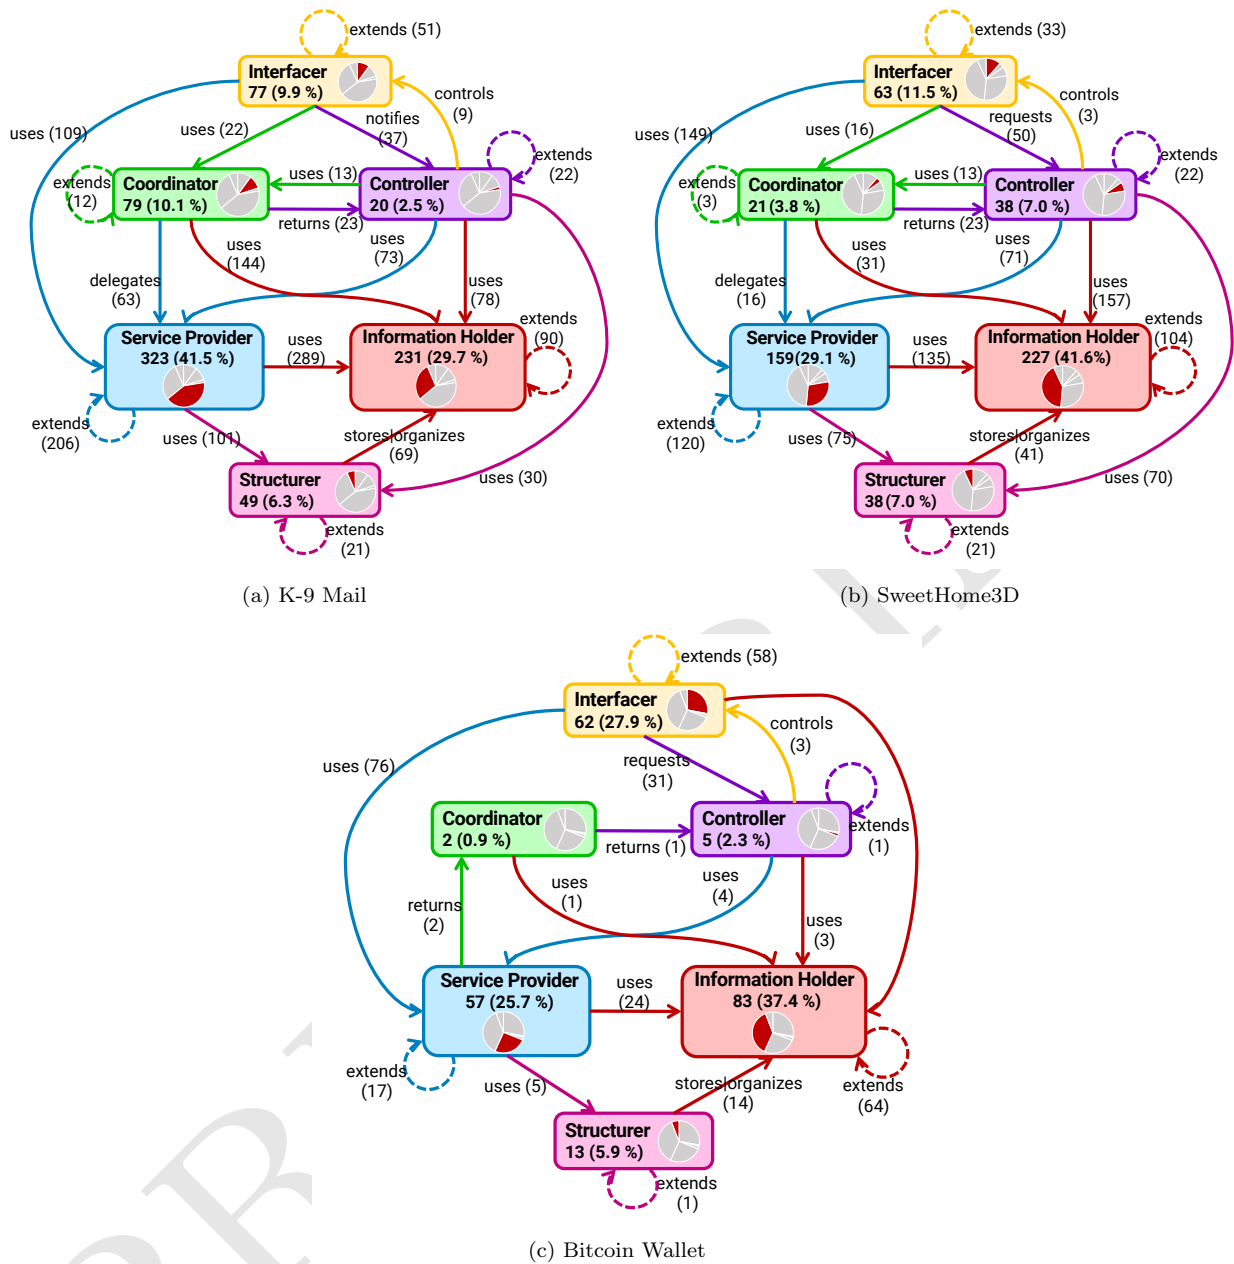 extends (51)
Interfacer
77 (9.9 %)
controls
(9)
notifies
(37)
uses (22)
uses (109)
extends
(12)
Coordinator
79 (10.1 %)
uses (13)
returns (23)
Controller
20 (2.5 %)
extends
(22)
uses
(144)
uses
(73)
delegates
(63)
uses
(78)
Service Provider
323 (41.5 %)
uses
(289)
Information Holder
231 (29.7 %)
extends
(90)
extends
(206)
uses (101)
stores|organizes
(69)
uses (30)
Structurer
49 (6.3 %)
extends
(21)
(a) K-9 Mail
extends (33)
Interfacer
63 (11.5 %)
controls
(3)
requests
(50)
uses (16)
uses (149)
extends
(3)
Coordinator
21 (3.8 %)
uses (13)
returns (23)
Controller
38 (7.0 %)
extends
(22)
uses
(31)
uses
(71)
delegates
(16)
uses
(157)
Service Provider
159(29.1 %)
uses
(135)
Information Holder
227 (41.6%)
extends
(104)
extends
(120)
uses (75)
stores|organizes
(41)
uses (70)
Structurer
38(7.0 %)
extends
(21)
(b) SweetHome3D
extends (58)
Interfacer
62 (27.9 %)
controls
(3)
requests
(31)
uses (76)
Coordinator
2 (0.9 %)
returns (1)
Controller
5 (2.3 %)
extends
(1)
uses
(1)
uses
(4)
returns
(2)
uses
(3)
Service Provider
57 (25.7 %)
uses
(24)
Information Holder
83 (37.4 %)
extends
(17)
uses (5)
stores|organizes
(14)
extends
(64)
Structurer
13 (5.9 %)
extends
(1)
(c) Bitcoin Wallet